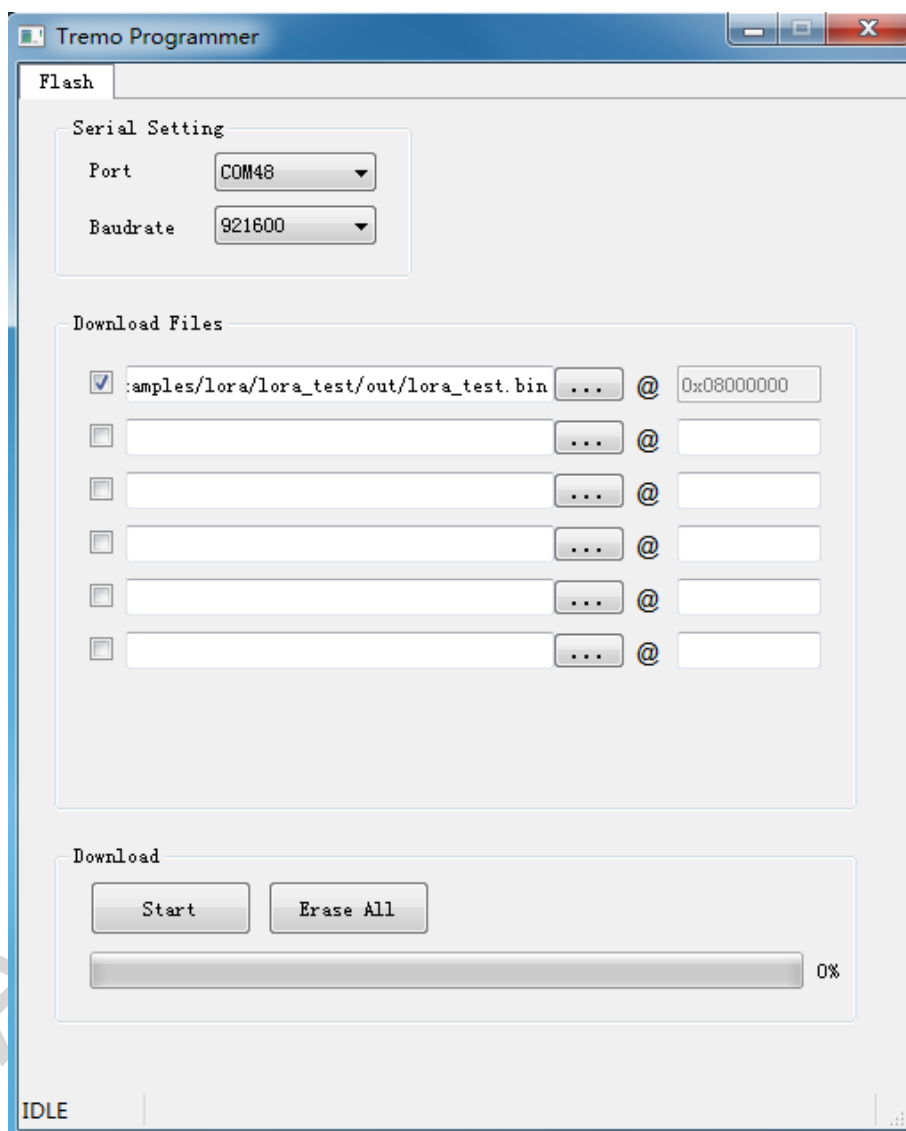 Tremo Programmer
Flash
Serial Setting
Port COM48
Baudrate 921600
Download Files
:amples/lora/lora_test/out/lora_test.bin ... @ 0x08000000
... @
... @
... @
... @
... @
Download
Start Erase All
0%
IDLE